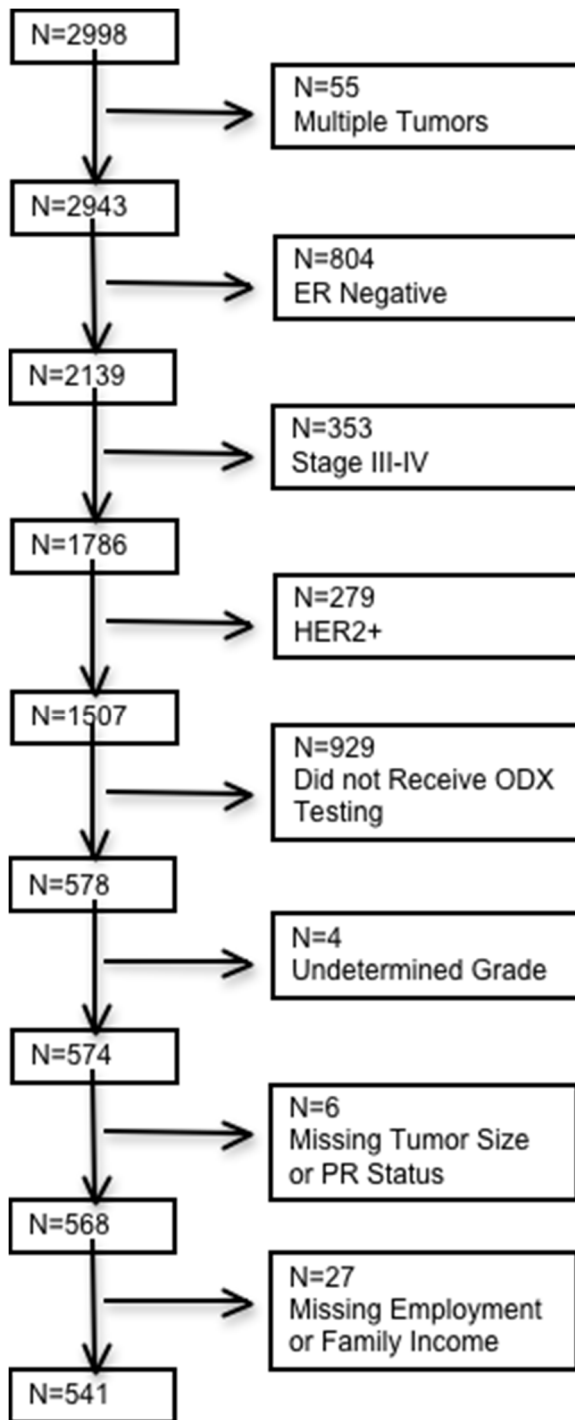 N=2998
N=55
Multiple Tumors
N=2943
N=804
ER Negative
N=2139
N=353
Stage III-IV
N=1786
N=279
HER2+
N=1507
N=929
Did not Receive ODX
Testing
N=578
N=4
Undetermined Grade
N=574
N=6
Missing Tumor Size
or PR Status
N=568
N=27
Missing Employment
or Family Income
N=541